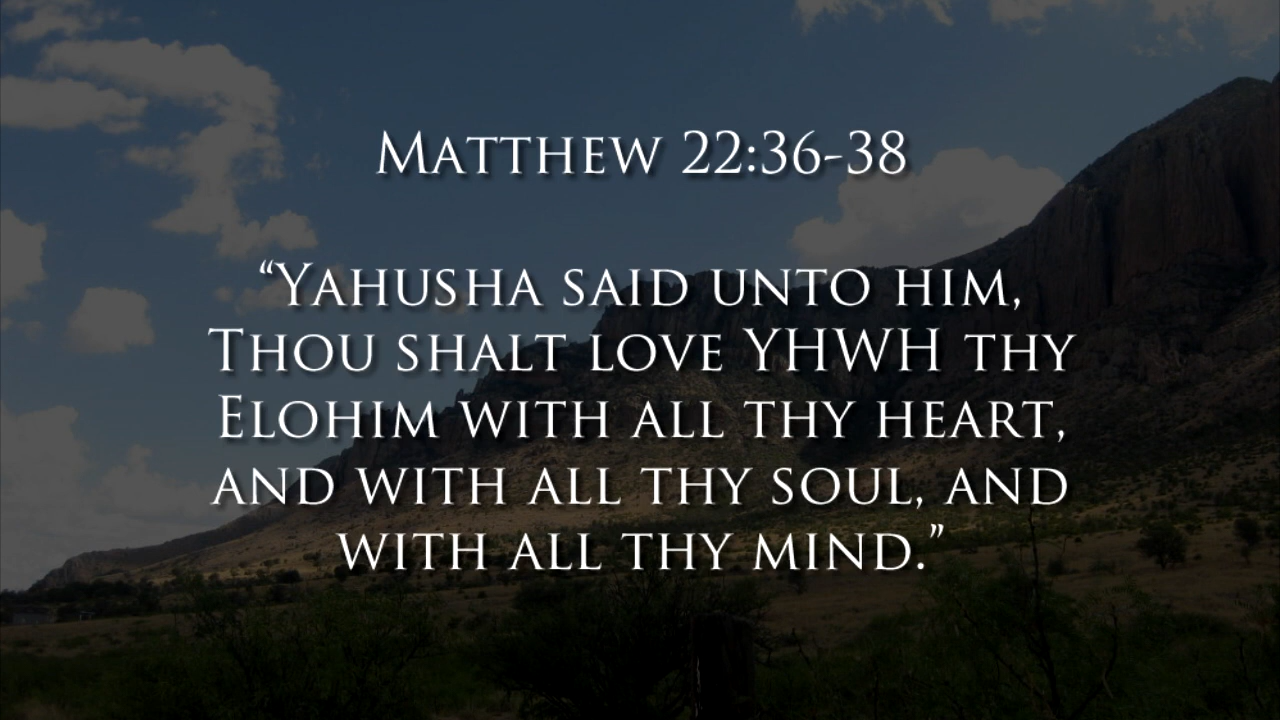 Matthew 22:36-38
“Yahusha said unto him,
Thou shalt love YHWH thy
Elohim with all thy heart,
and with all thy soul, and
with all thy mind.”